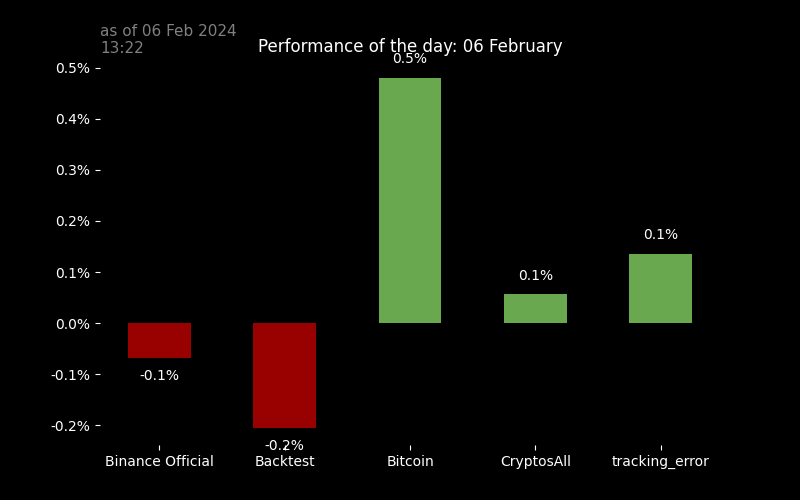 as of 06 Feb 2024
13:22
Performance of the day: 06 February
0.5%
0.5%
0.4%
0.3%
0.2%
0.1%
0.1%
0.1%
0.0%
-0.1%
-0.1%
-0.2%
-0.2%
Binance Official
Backtest
Bitcoin
CryptosAll
tracking_error